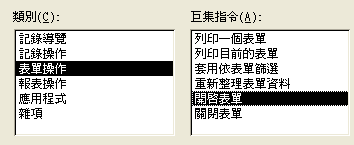 類別(C):
記錄導覽
記錄操作
表單操作
報表操作
應用程式
雜項
巨集指令(A):
列印一個表單
列印目前的表單
套用依表單篩選
重新整理表單資料
開啓表單
關閉表單